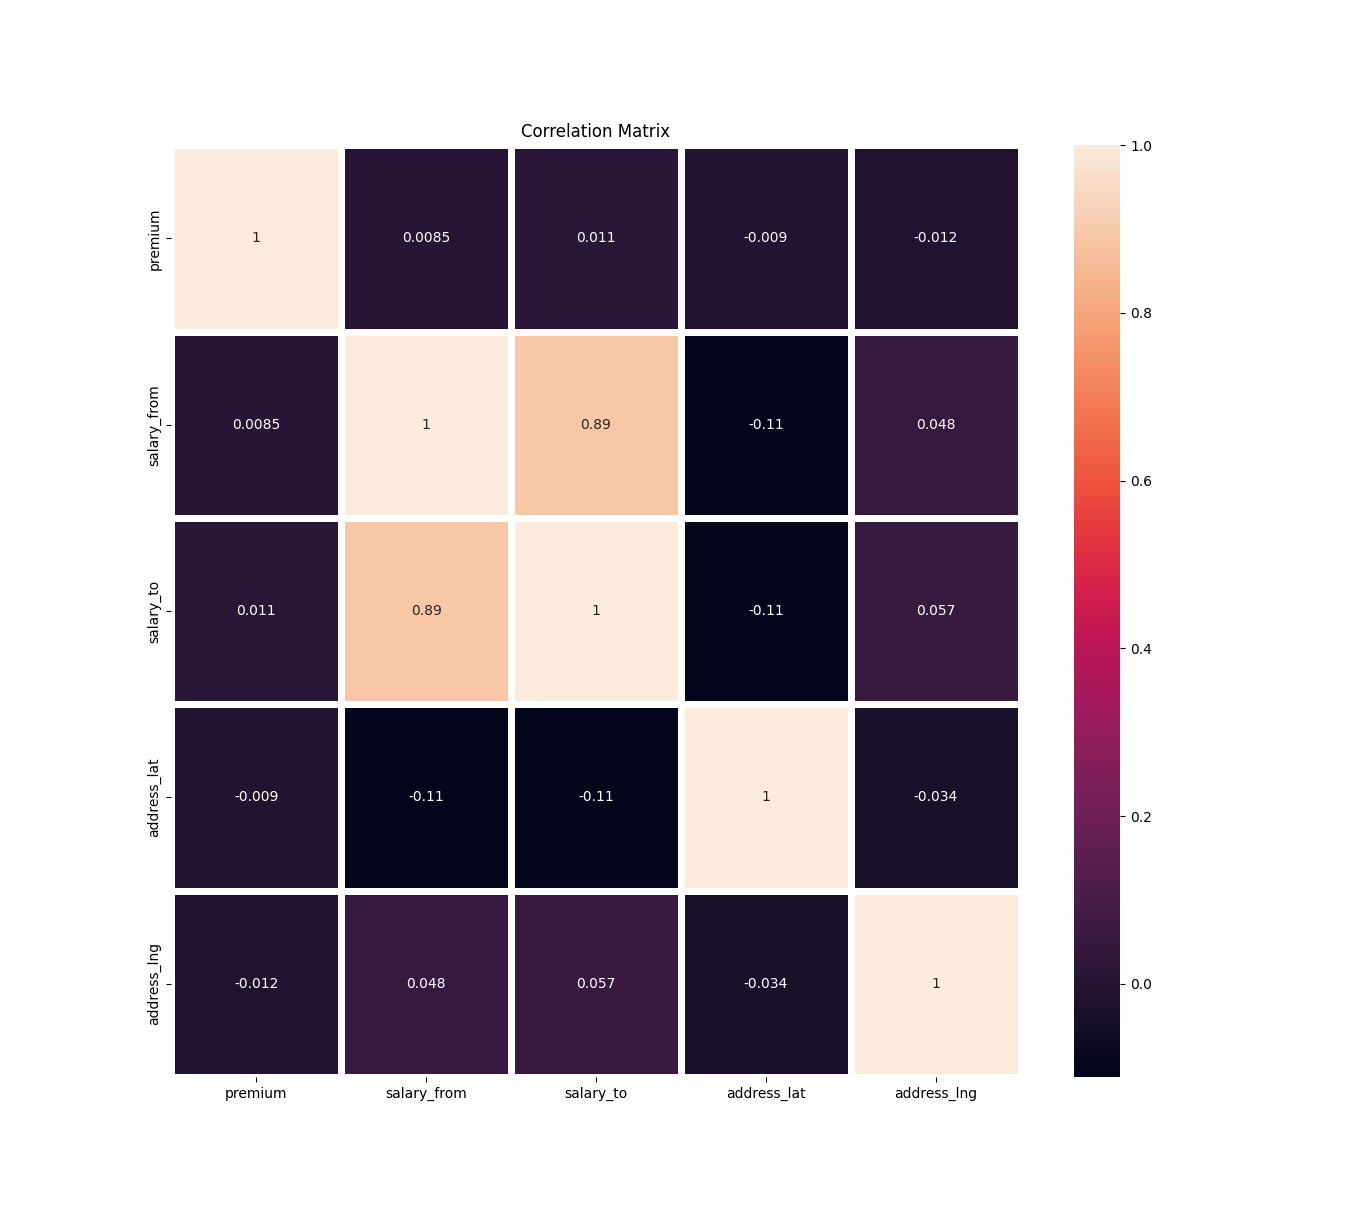 Correlation Matrix
premium
1
0.0085
0.011
-0.009
-0.012
salary_from
0.0085
1
0.89
-0.11
0.048
salary_to
0.011
0.89
1
-0.11
0.057
address_lat
-0.009
-0.11
-0.11
1
-0.034
address_lng
-0.012
0.048
0.057
-0.034
1
premium
salary_from
salary_to
address_lat
address_lng
1.0
0.8
0.6
0.4
0.2
0.0